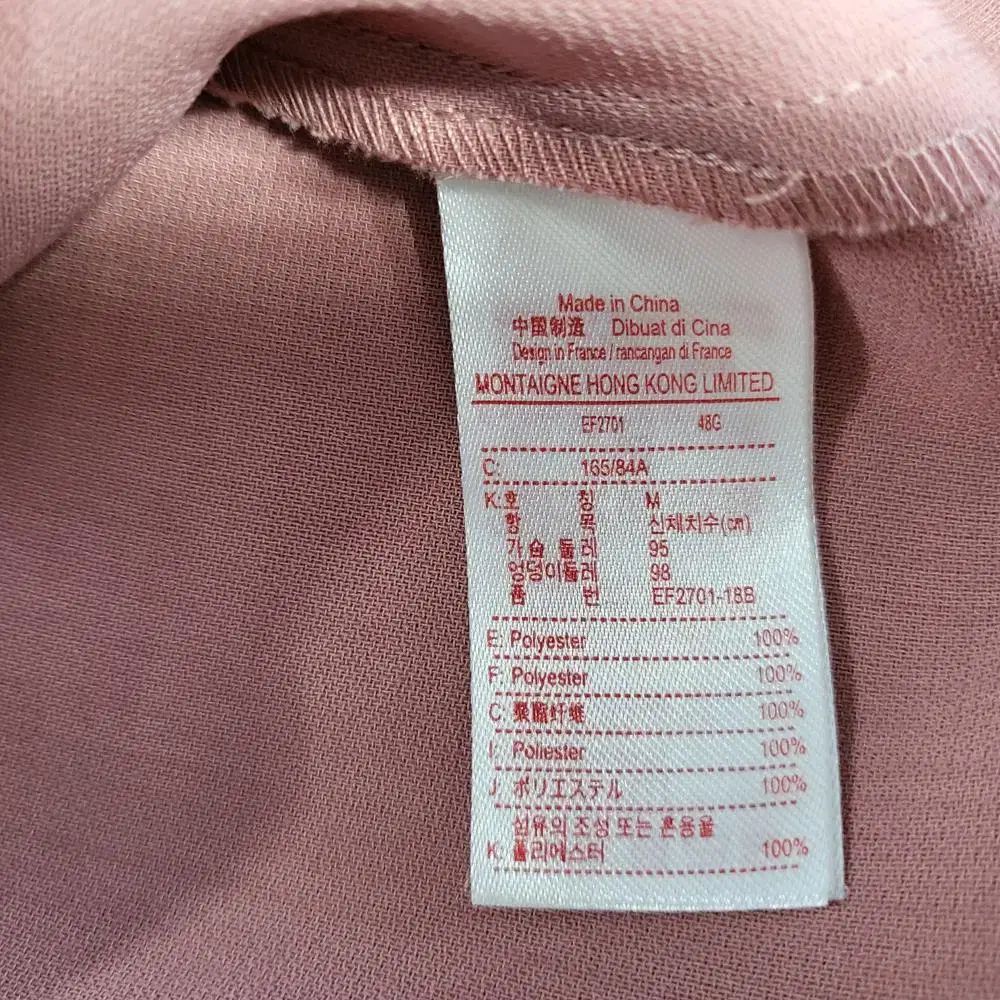 Made in China
中国制造 Dibuat di Cina
Design in France / rancangan di France
MONTAIGNE HONG KONG LIMITED
EF2701 48G
C: 165/84A
K: 호 칭 M
항 목 신체치수(cm)
가 슴 둘 레 95
엉덩이둘레 98
품 번 EF2701-18B
E: Polyester 100%
F: Polyester 100%
C: 聚酯纤维 100%
I: Poliester 100%
J: ポリエステル 100%
섬유의 조성 또는 혼용율
K: 폴리에스터 100%